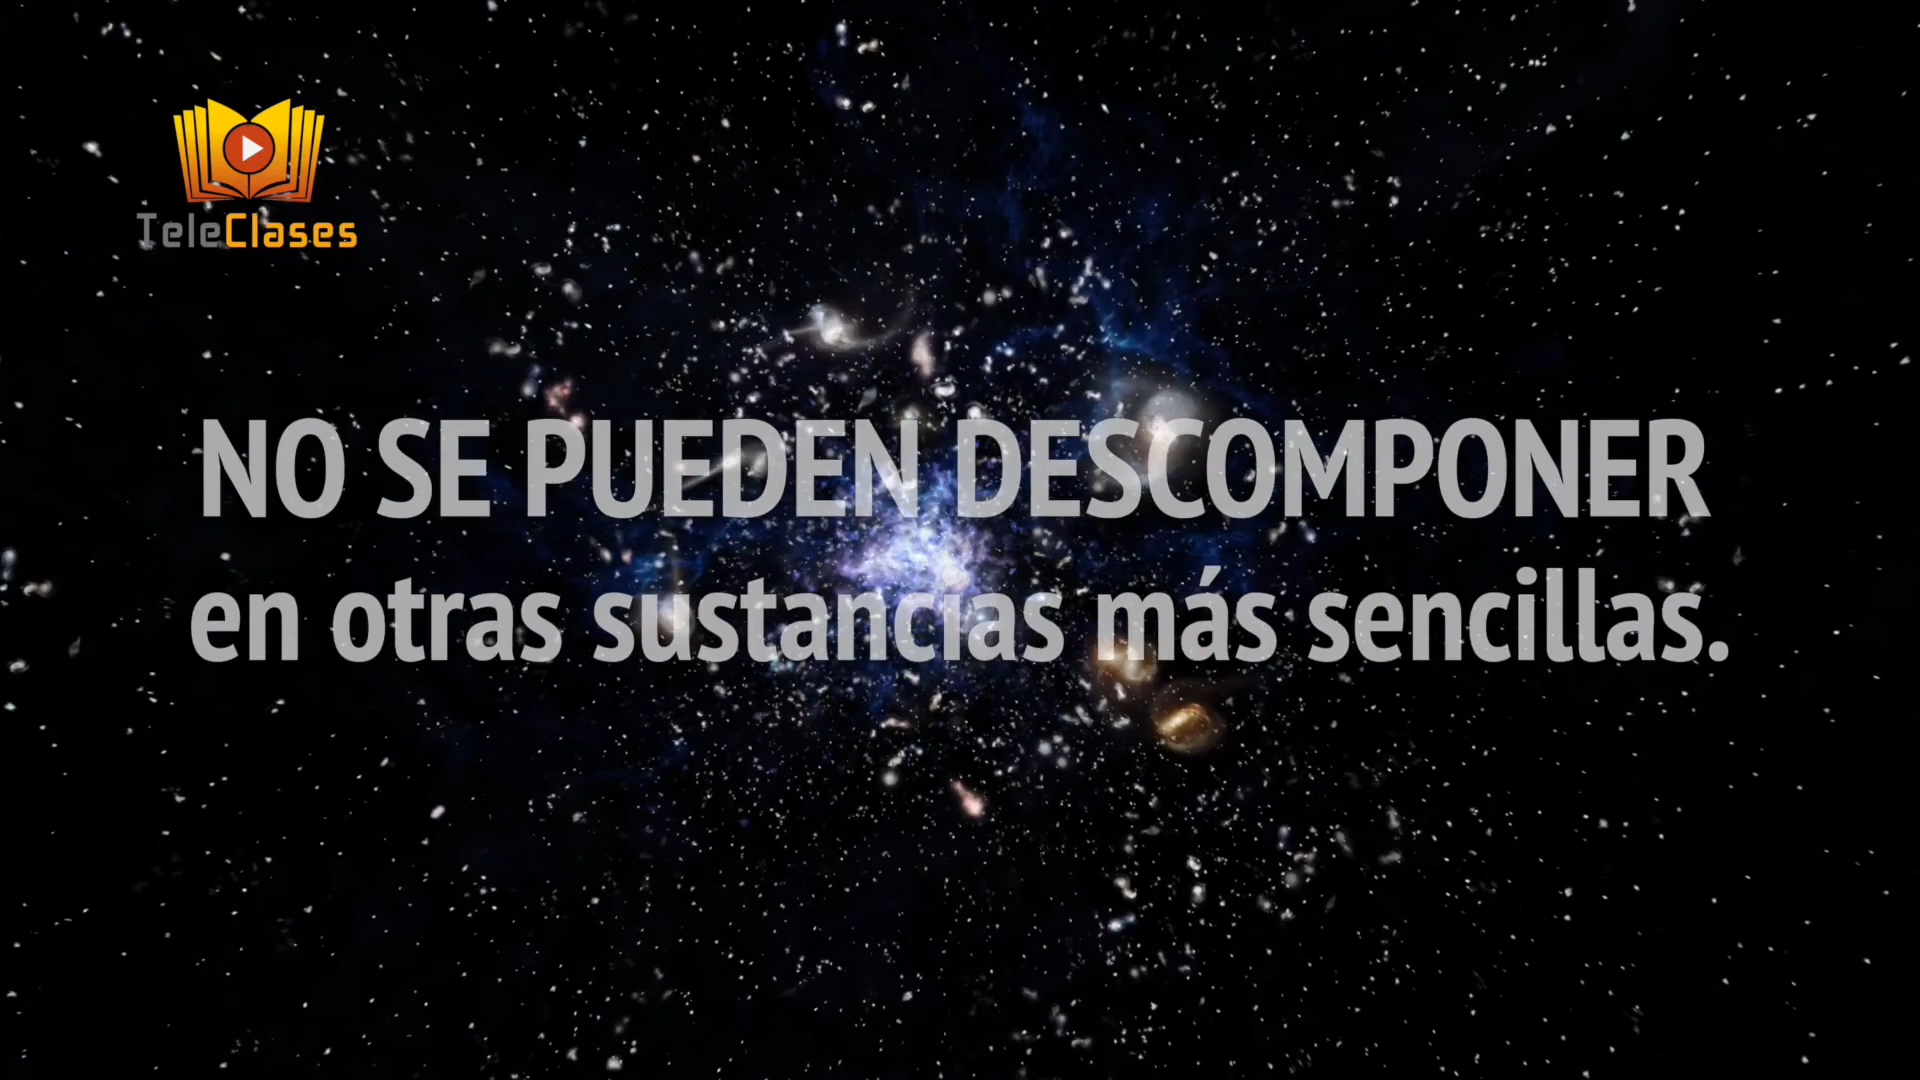 TeleClases
NO SE PUEDEN DESCOMPONER
en otras sustancias más sencillas.